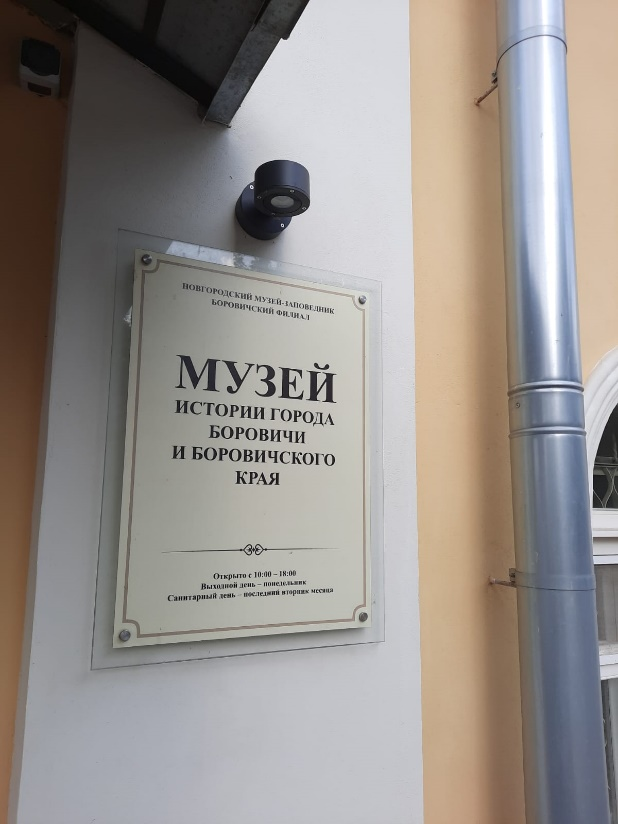 НОВГОРОДСКИЙ МУЗЕЙ-ЗАПОВЕДНИК
БОРОВИЧСКИЙ ФИЛИАЛ
МУЗЕЙ
ИСТОРИИ ГОРОДА
БОРОВИЧИ
И БОРОВИЧСКОГО
КРАЯ
Открыто с 10:00 – 18:00
Выходной день – понедельник
Санитарный день – последний вторник месяца